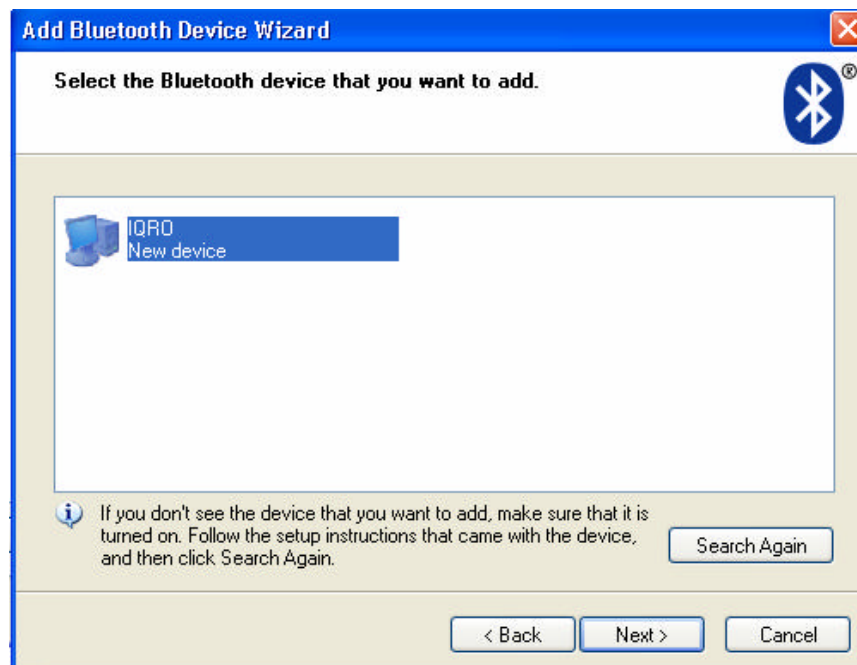 Add Bluetooth Device Wizard
Select the Bluetooth device that you want to add.
®
IQRO
New device
If you don't see the device that you want to add, make sure that it is
turned on. Follow the setup instructions that came with the device,
and then click Search Again.
Search Again
< Back
Next >
Cancel